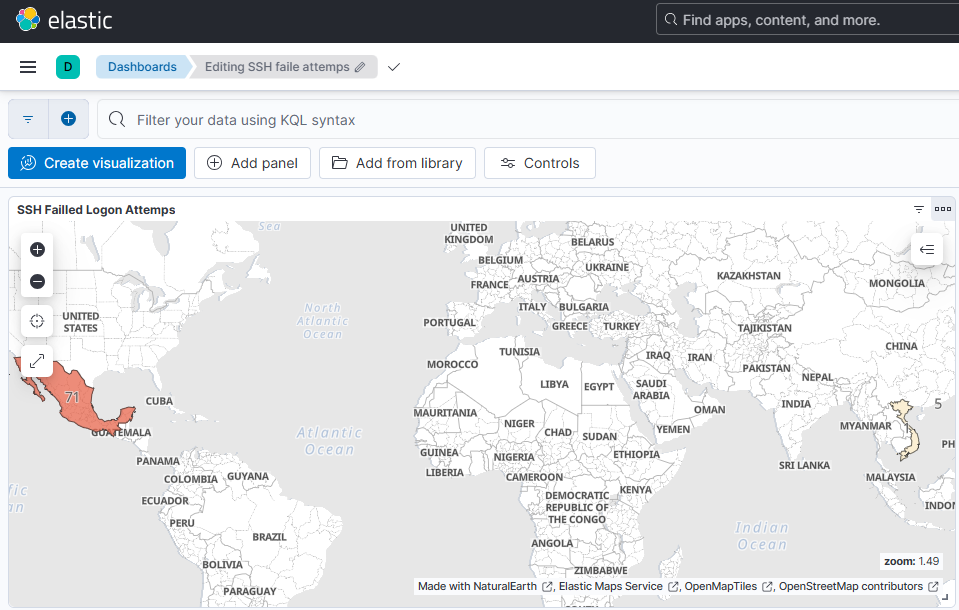 elastic
Find apps, content, and more.
D
Dashboards
Editing SSH faile attemps
Filter your data using KQL syntax
Create visualization
Add panel
Add from library
Controls
SSH Failled Logon Attemps
Sea
UNITED
KINGDOM
BELARUS
BELGIUM
UKRAINE
AUSTRIA
KAZAKHSTAN
FRANCE
MONGOLIA
North
Atlantic
Ocean
ITALY
BULGARIA
UNITED
STATES
PORTUGAL
GREECE
TURKEY
TAJIKISTAN
CHINA
TUNISIA
IRAQ
IRAN
MOROCCO
PAKISTAN
NEPAL
LIBYA
EGYPT
SAUDI
ARABIA
71
CUBA
INDIA
5
OMAN
MAURITANIA
NIGER
MYANMAR
GUATEMALA
Atlantic
Ocean
CHAD
SUDAN
YEMEN
PH
GUINEA
NIGERIA
ETHIOPIA
PANAMA
SRI LANKA
LIBERIA
CAMEROON
COLOMBIA
GUYANA
MALAYSIA
fic
an
ECUADOR
DEMOCRATIC
REPUBLIC OF
THE CONGO
KENYA
INDON
PERU
BRAZIL
Indian
Ocean
ANGOLA
BOLIVIA
zoom: 1.49
ZIMBABWE
Made with NaturalEarth , Elastic Maps Service , OpenMapTiles , OpenStreetMap contributors
PARAGUAY